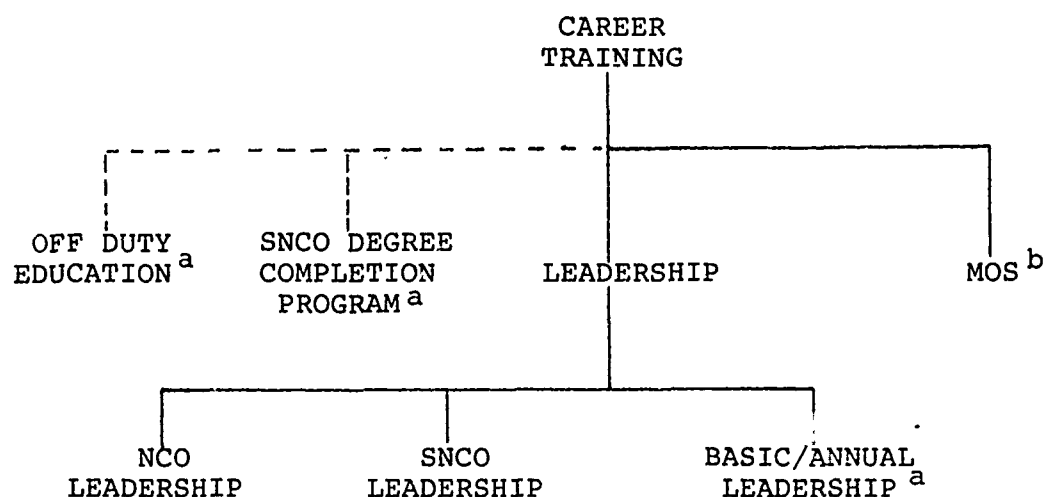 CAREER
TRAINING
OFF DUTY
EDUCATION a
SNCO DEGREE
COMPLETION
PROGRAM a
LEADERSHIP
MOS b
NCO
LEADERSHIP
SNCO
LEADERSHIP
BASIC/ANNUAL
LEADERSHIP a